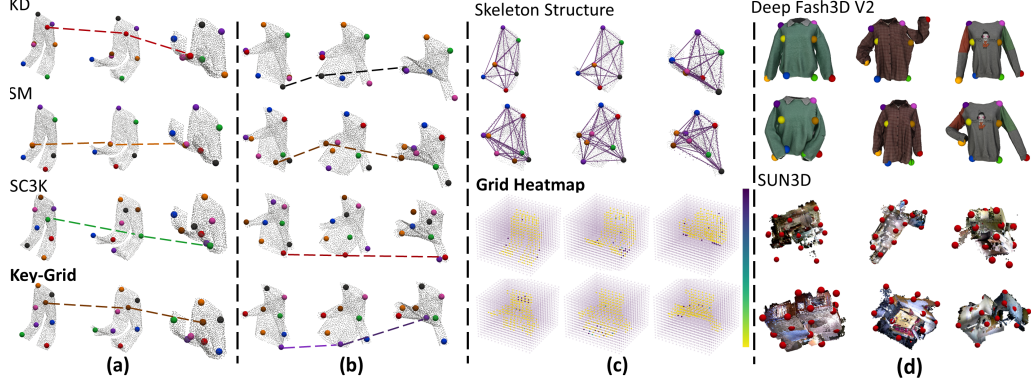 KD
SM
SC3K
Key-Grid
(a)
(b)
Skeleton Structure
Grid Heatmap
(c)
Deep Fash3D V2
SUN3D
(d)